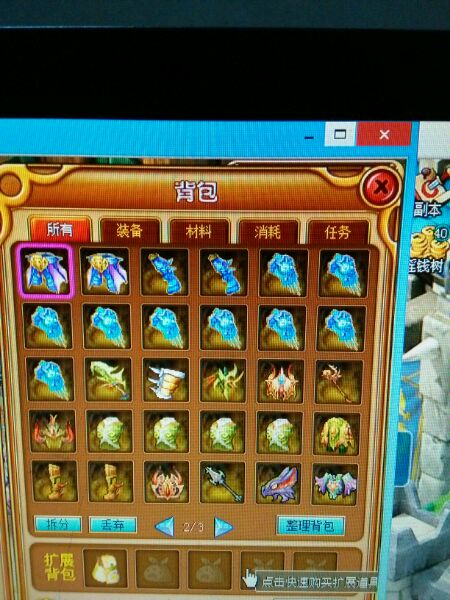 背包
副本
所有 装备 材料 消耗 任务
40
摇钱树
拆分 丢弃 2/3 整理背包
扩展
背包
点击快速购买扩展道具